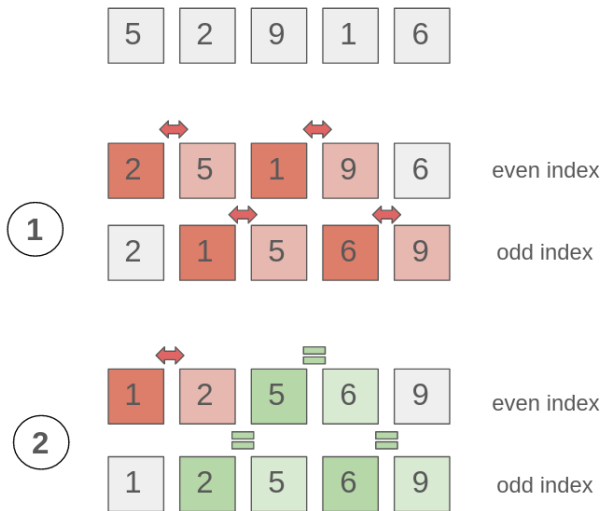 5 2 9 1 6
2 5 1 9 6 even index
1
2 1 5 6 9 odd index
1 2 5 6 9 even index
2
1 2 5 6 9 odd index